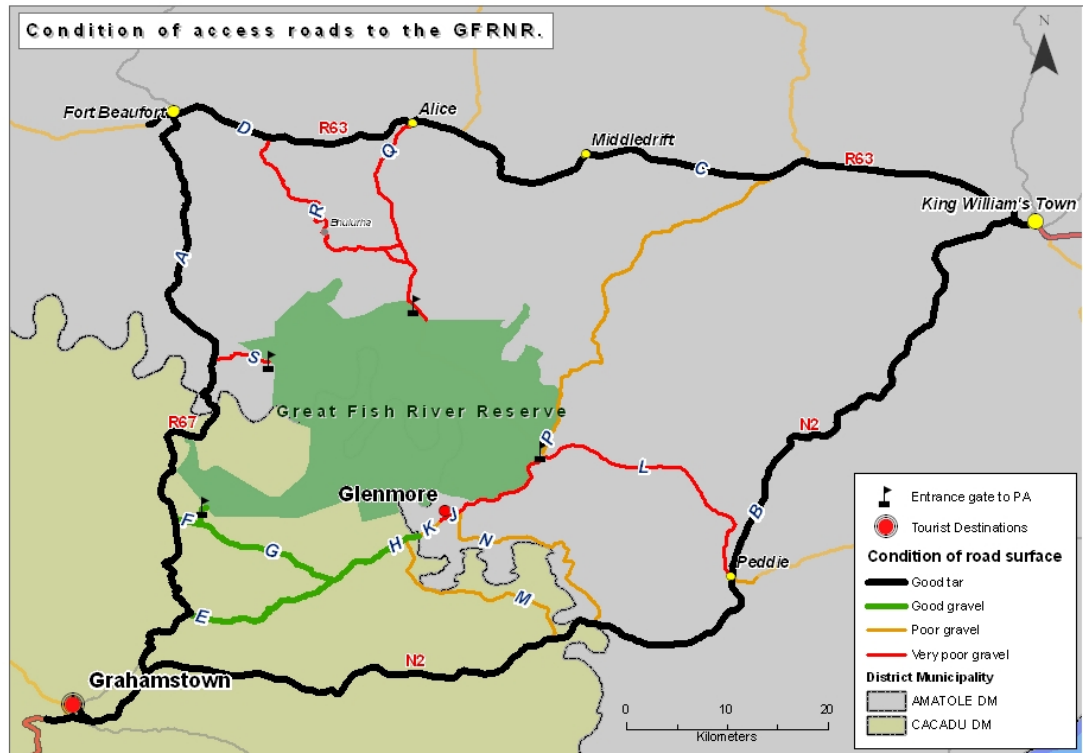 Condition of access roads to the GFRNR.
N
Fort Beaufort
Alice
D
R63
Q
Middledrift
C
R63
King William's Town
R
Bhulurha
A
S
Great Fish River Reserve
R67
N2
P
L
Glenmore
F
G
H
K
J
N
B
Peddie
M
E
N2
Grahamstown
Entrance gate to PA
Tourist Destinations
Condition of road surface
Good tar
Good gravel
Poor gravel
Very poor gravel
District Municipality
AMATOLE DM
CACADU DM
0 10 20
Kilometers